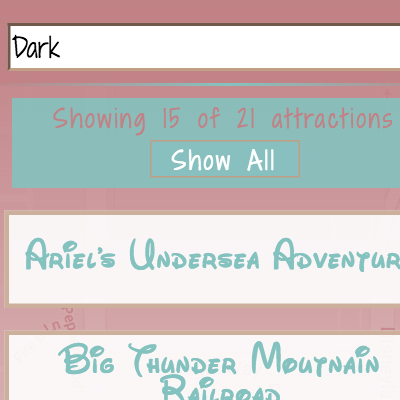 Dark
Showing 15 of 21 attractions
Show All
Ariel's Undersea Adventur
Big Thunder Moutnain
Railroad